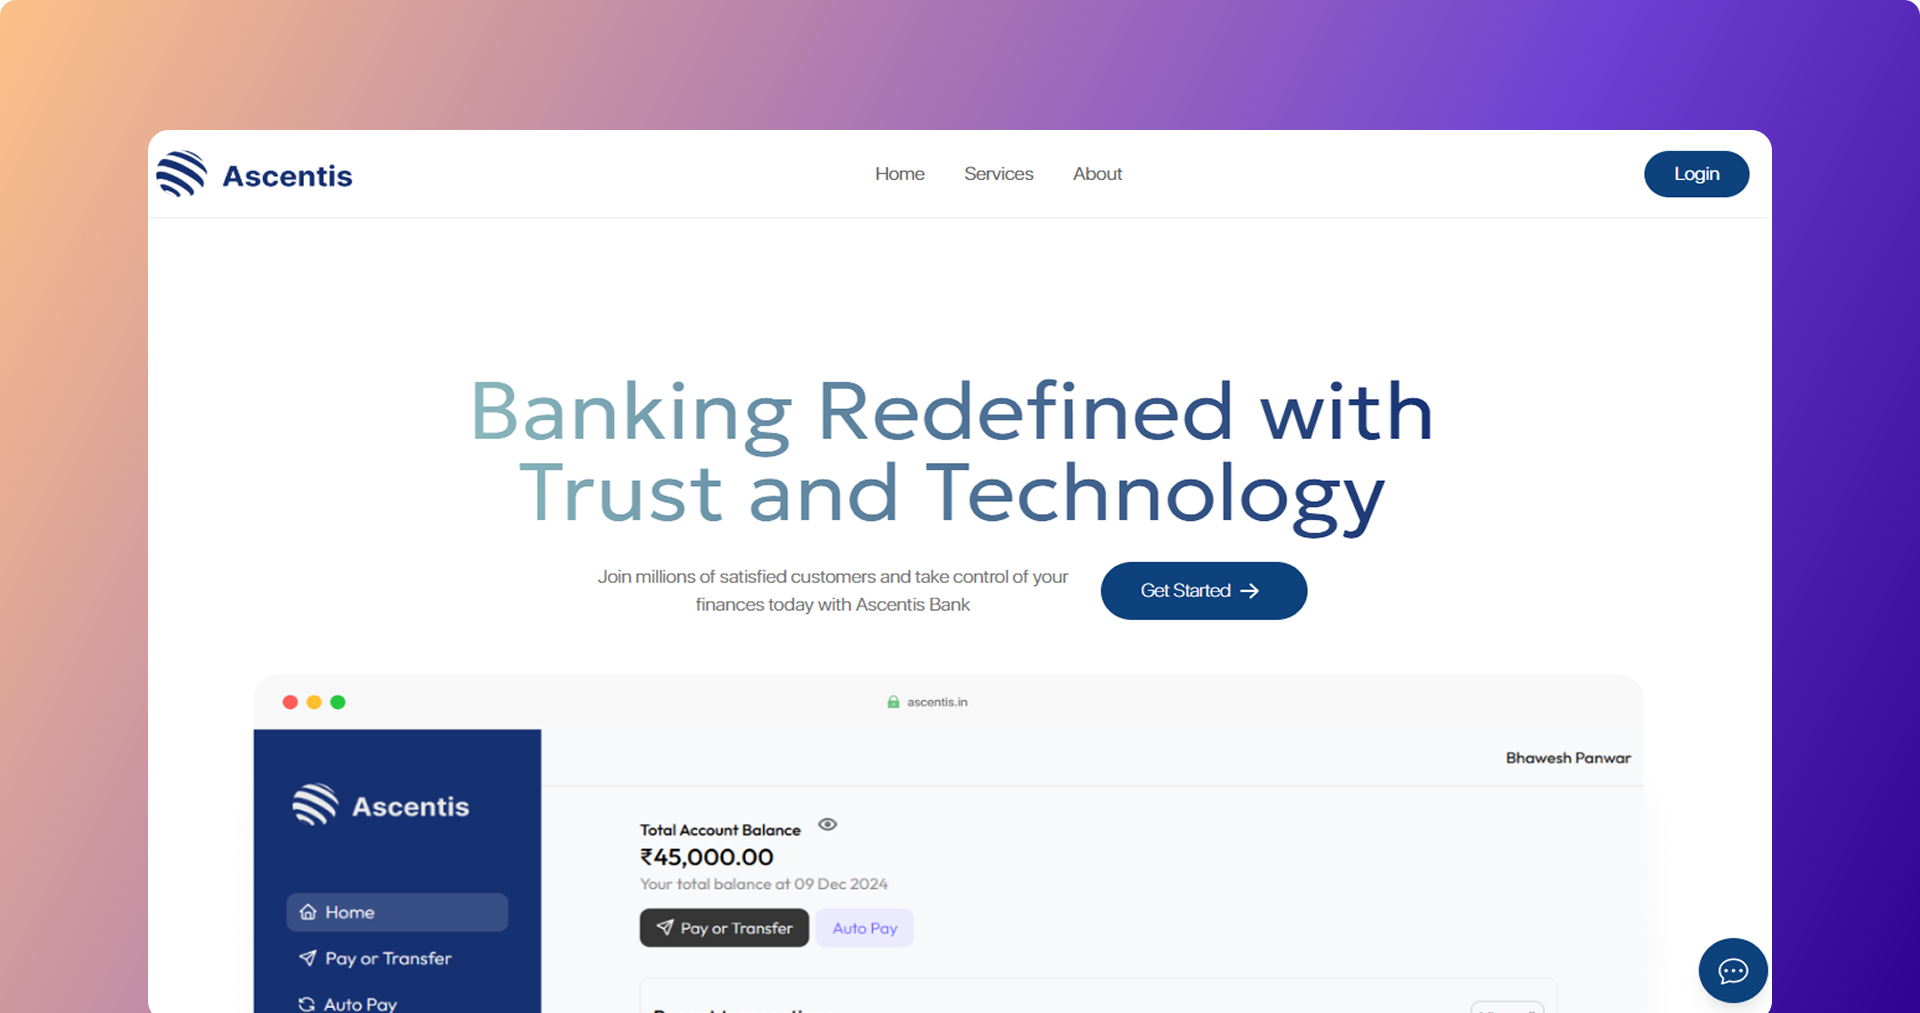 Ascentis
Home Services About
Login
Banking Redefined with
Trust and Technology
Join millions of satisfied customers and take control of your
finances today with Ascentis Bank
Get Started →
ascentis.in
Bhawesh Panwar
Ascentis
Total Account Balance
₹45,000.00
Your total balance at 09 Dec 2024
Pay or Transfer Auto Pay
Home
Pay or Transfer
Auto Pay